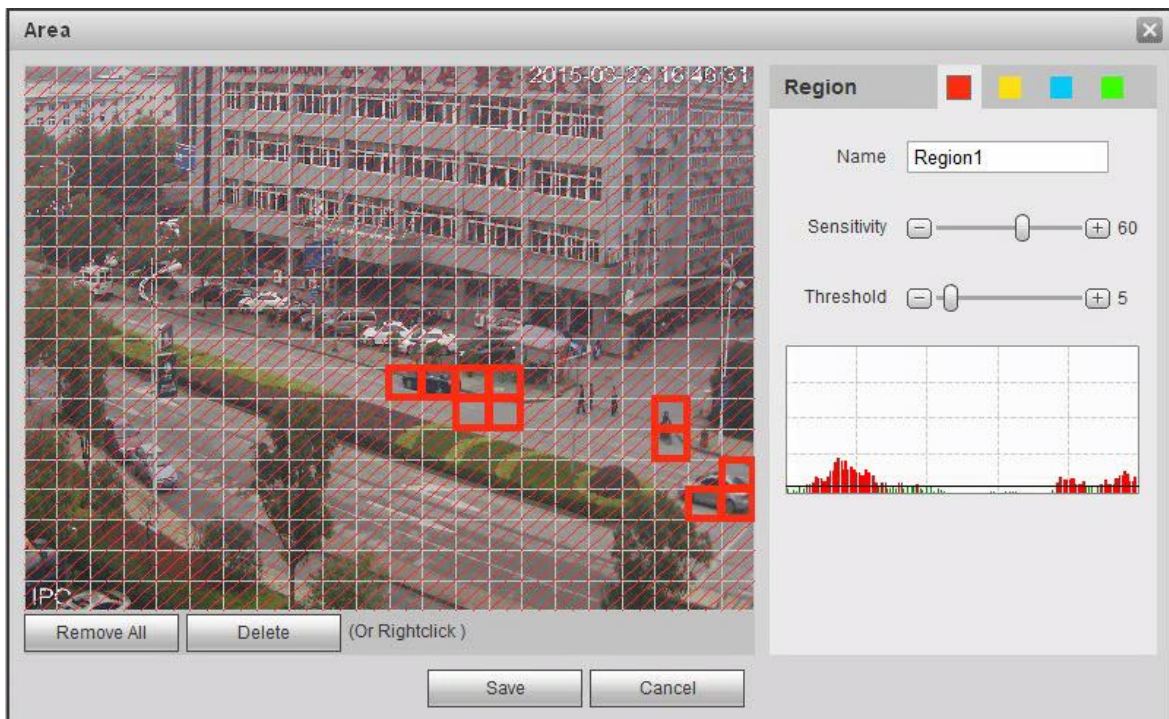 Area
2015-03-23 16:46:31
Region
Name Region1
Sensitivity 60
Threshold 5
IPC
Remove All Delete (Or Rightclick )
Save Cancel